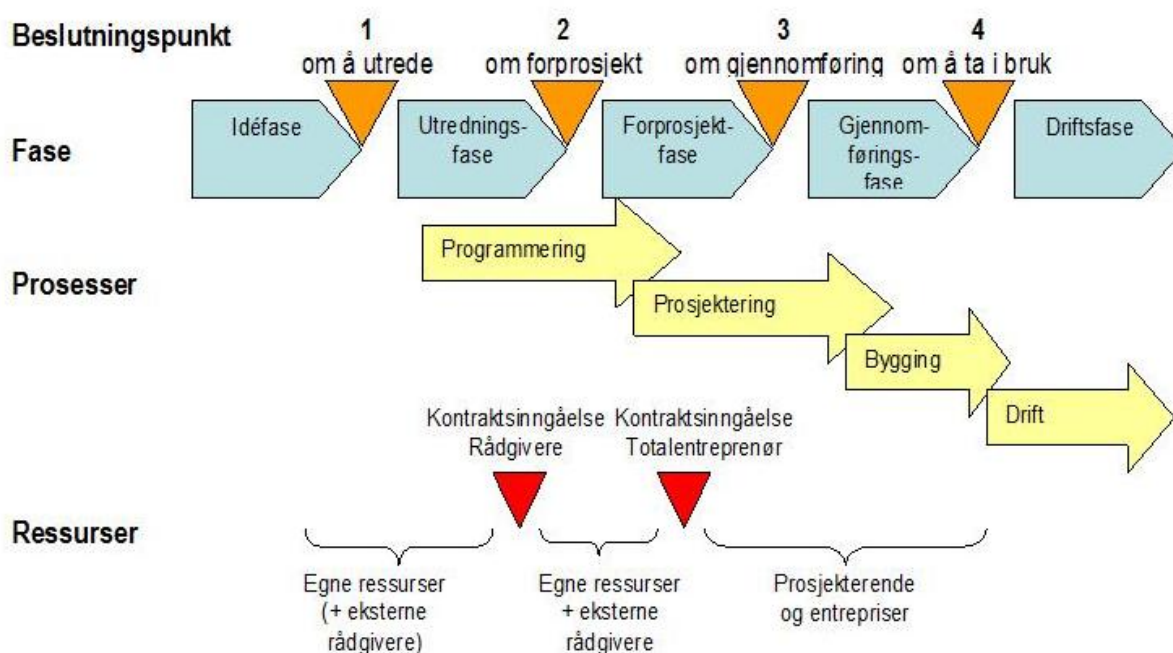 Beslutningspunkt
1
om å utrede
2
om forprosjekt
3
om gjennomføring
4
om å ta i bruk
Fase
Idéfase
Utrednings-
fase
Forprosjekt-
fase
Gjennom-
førings-
fase
Driftsfase
Prosesser
Programmering
Prosjektering
Bygging
Drift
Kontraktsinngåelse
Rådgivere
Kontraktsinngåelse
Totalentreprenør
Ressurser
Egne ressurser
(+ eksterne
rådgivere)
Egne ressurser
+ eksterne
rådgivere
Prosjekterende
og entrepriser